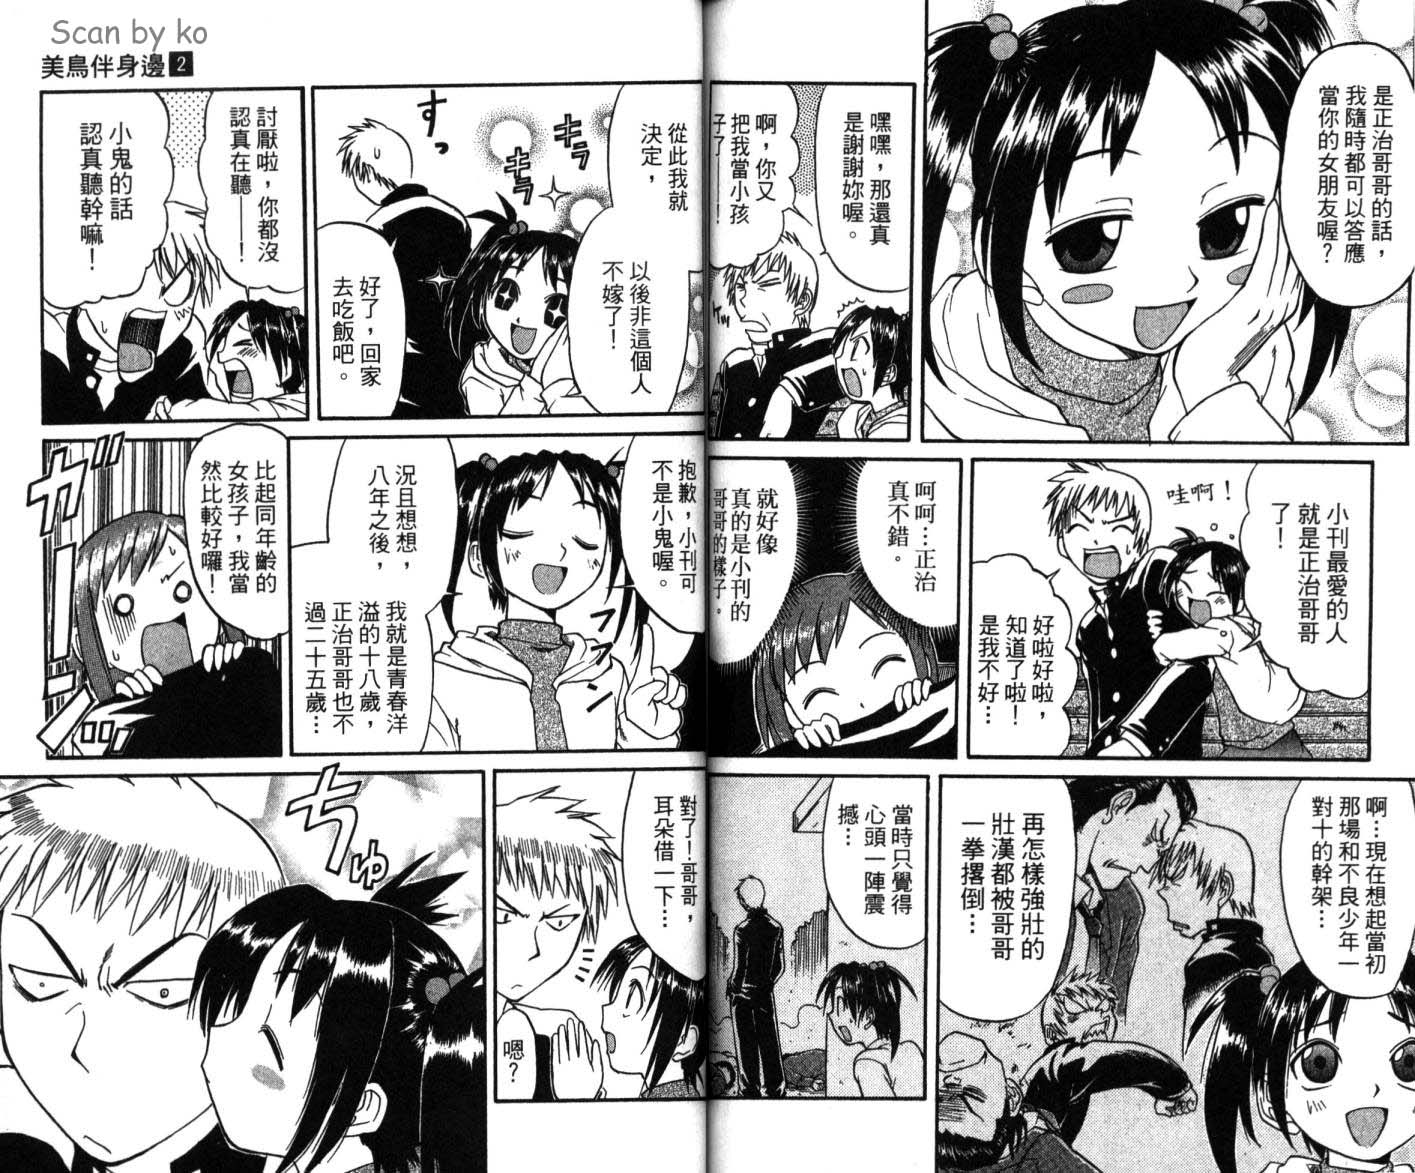 Scan by ko
美鳥伴身邊2
是正治哥哥的話，
我隨時都可以答應
當你的女朋友喔？
嘿嘿，那還真
是謝謝妳喔。
啊，你又
把我當小孩
子了──！
小刊最愛的人
就是正治哥哥
了！
哇啊！
好啦好啦，
知道了啦！
是我不好…
呵呵…正治
真不錯。
就好像
真的是小刊的
哥哥的樣子。
啊…現在想起當初
那場和不良少年一
對十的幹架…
再怎樣強壯的
壯漢都被哥哥
一拳撂倒…
當時只覺得
心頭一陣震
撼…
從此我就
決定，
以後非這個人
不嫁了！
すっ
キラ
キラ
好了，回家
去吃飯吧。
討厭啦，你都沒
認真在聽──！
小鬼的話
認真聽幹嘛！
抱歉，小刊可
不是小鬼喔。
況且想想，
八年之後，
我就是青春洋
溢的十八歲，
正治哥哥也不
過二十五歲…
比起同年齡的
女孩子，我當
然比較好囉！
ガガーン
對了！哥哥，
耳朵借一下…
嗯？
ちゅ